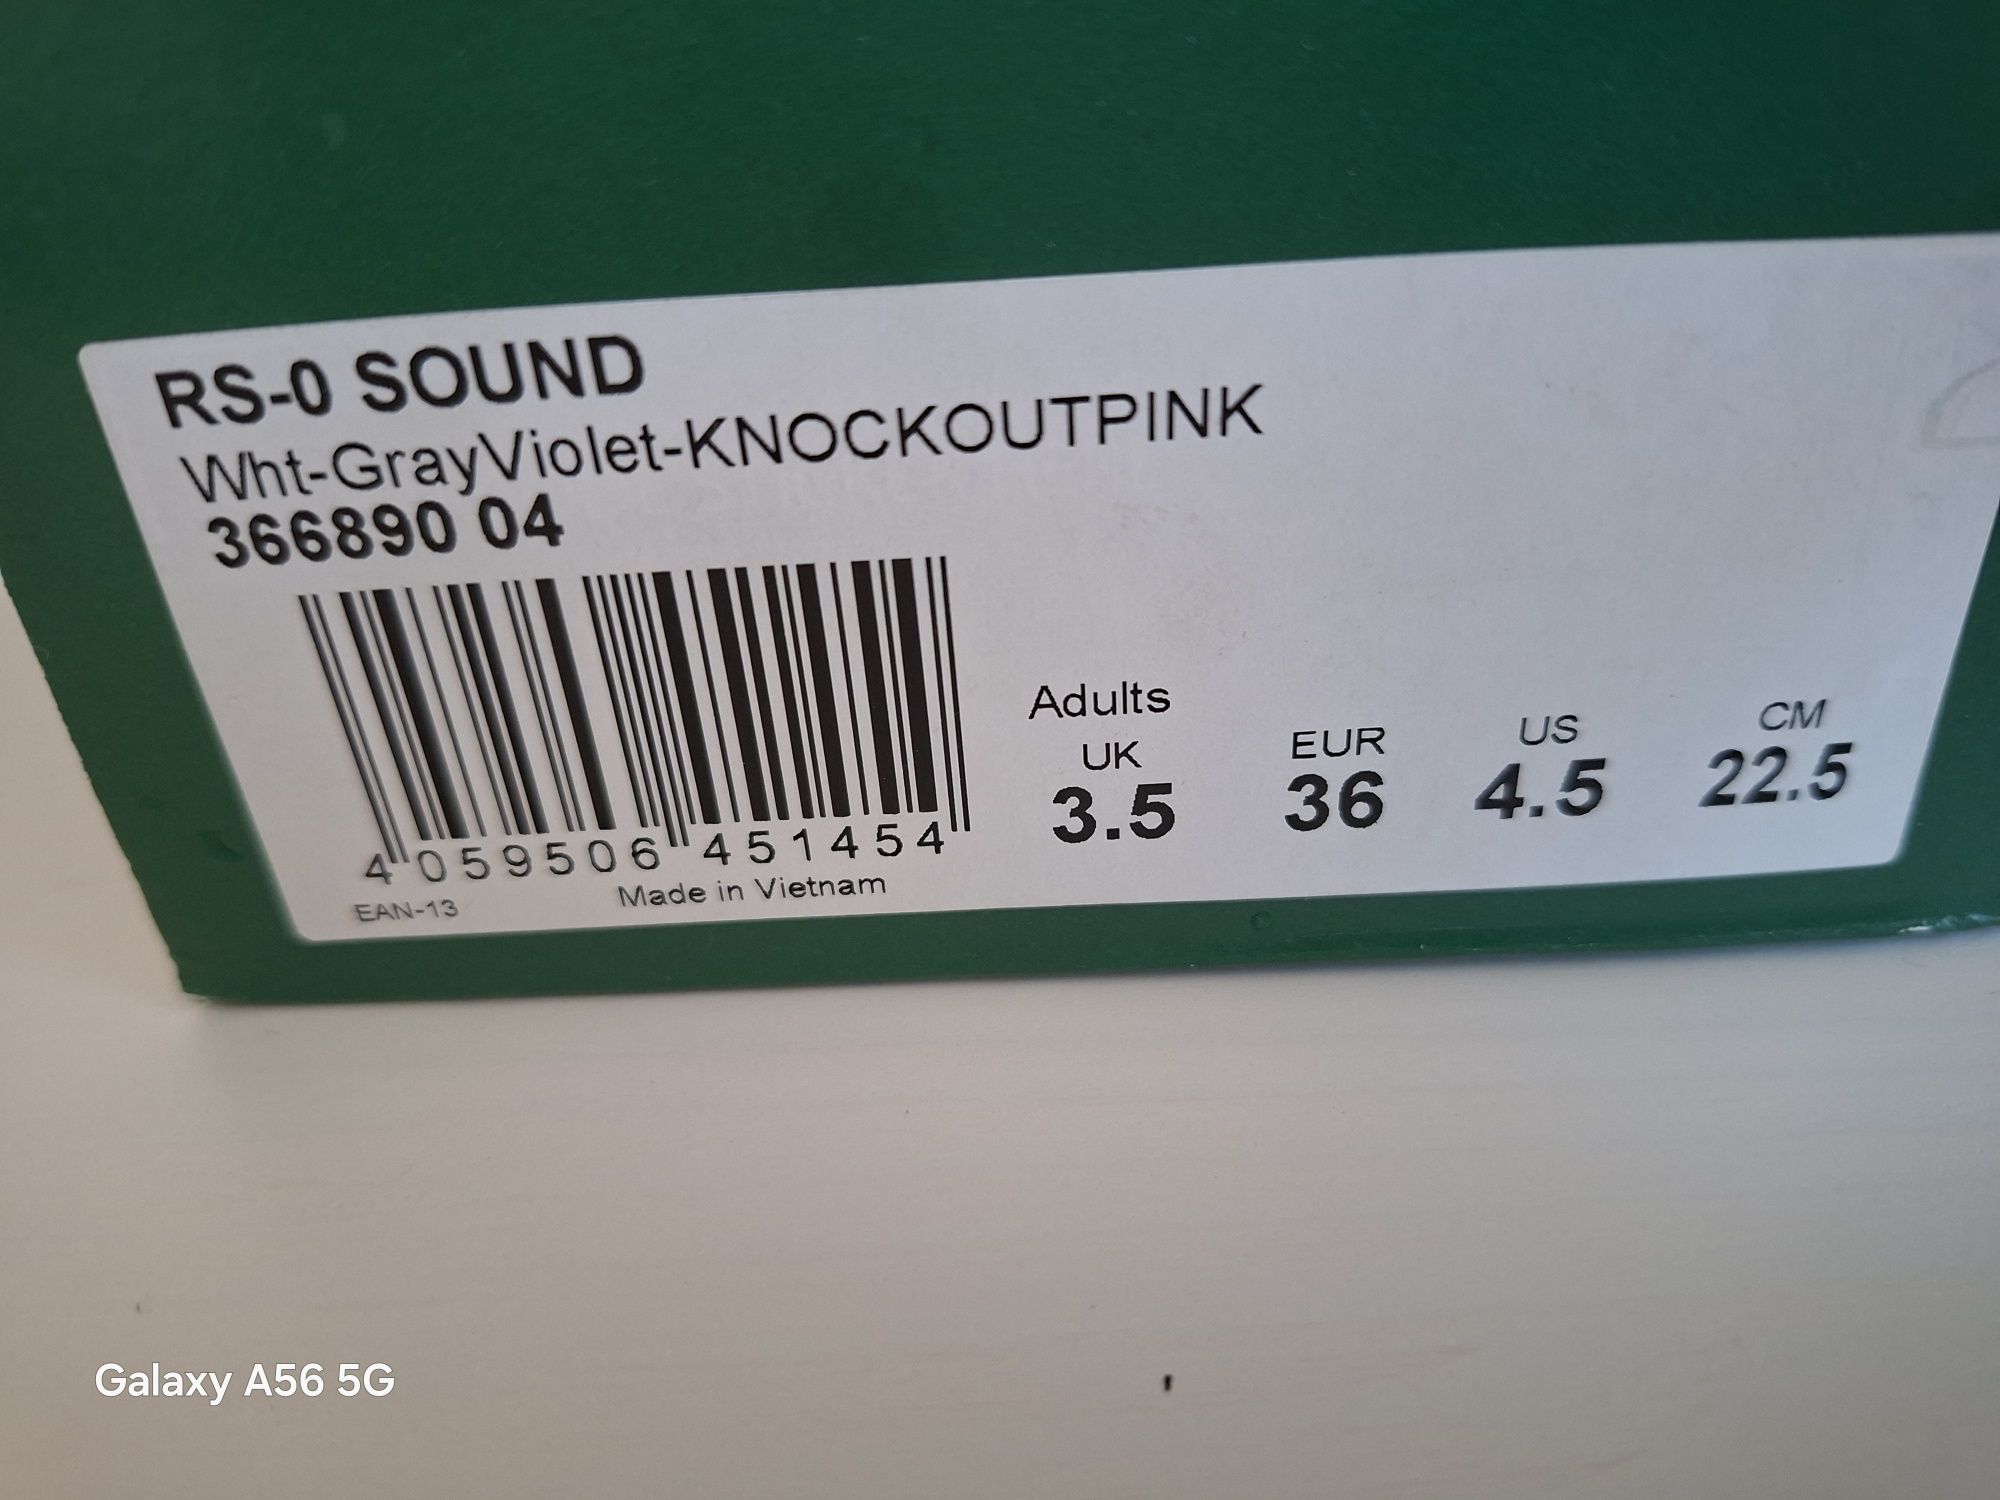 RS-0 SOUND
Wht-GrayViolet-KNOCKOUTPINK
366890 04
4 059506 451454
EAN-13
Made in Vietnam
Adults
UK EUR US CM
3.5 36 4.5 22.5
Galaxy A56 5G